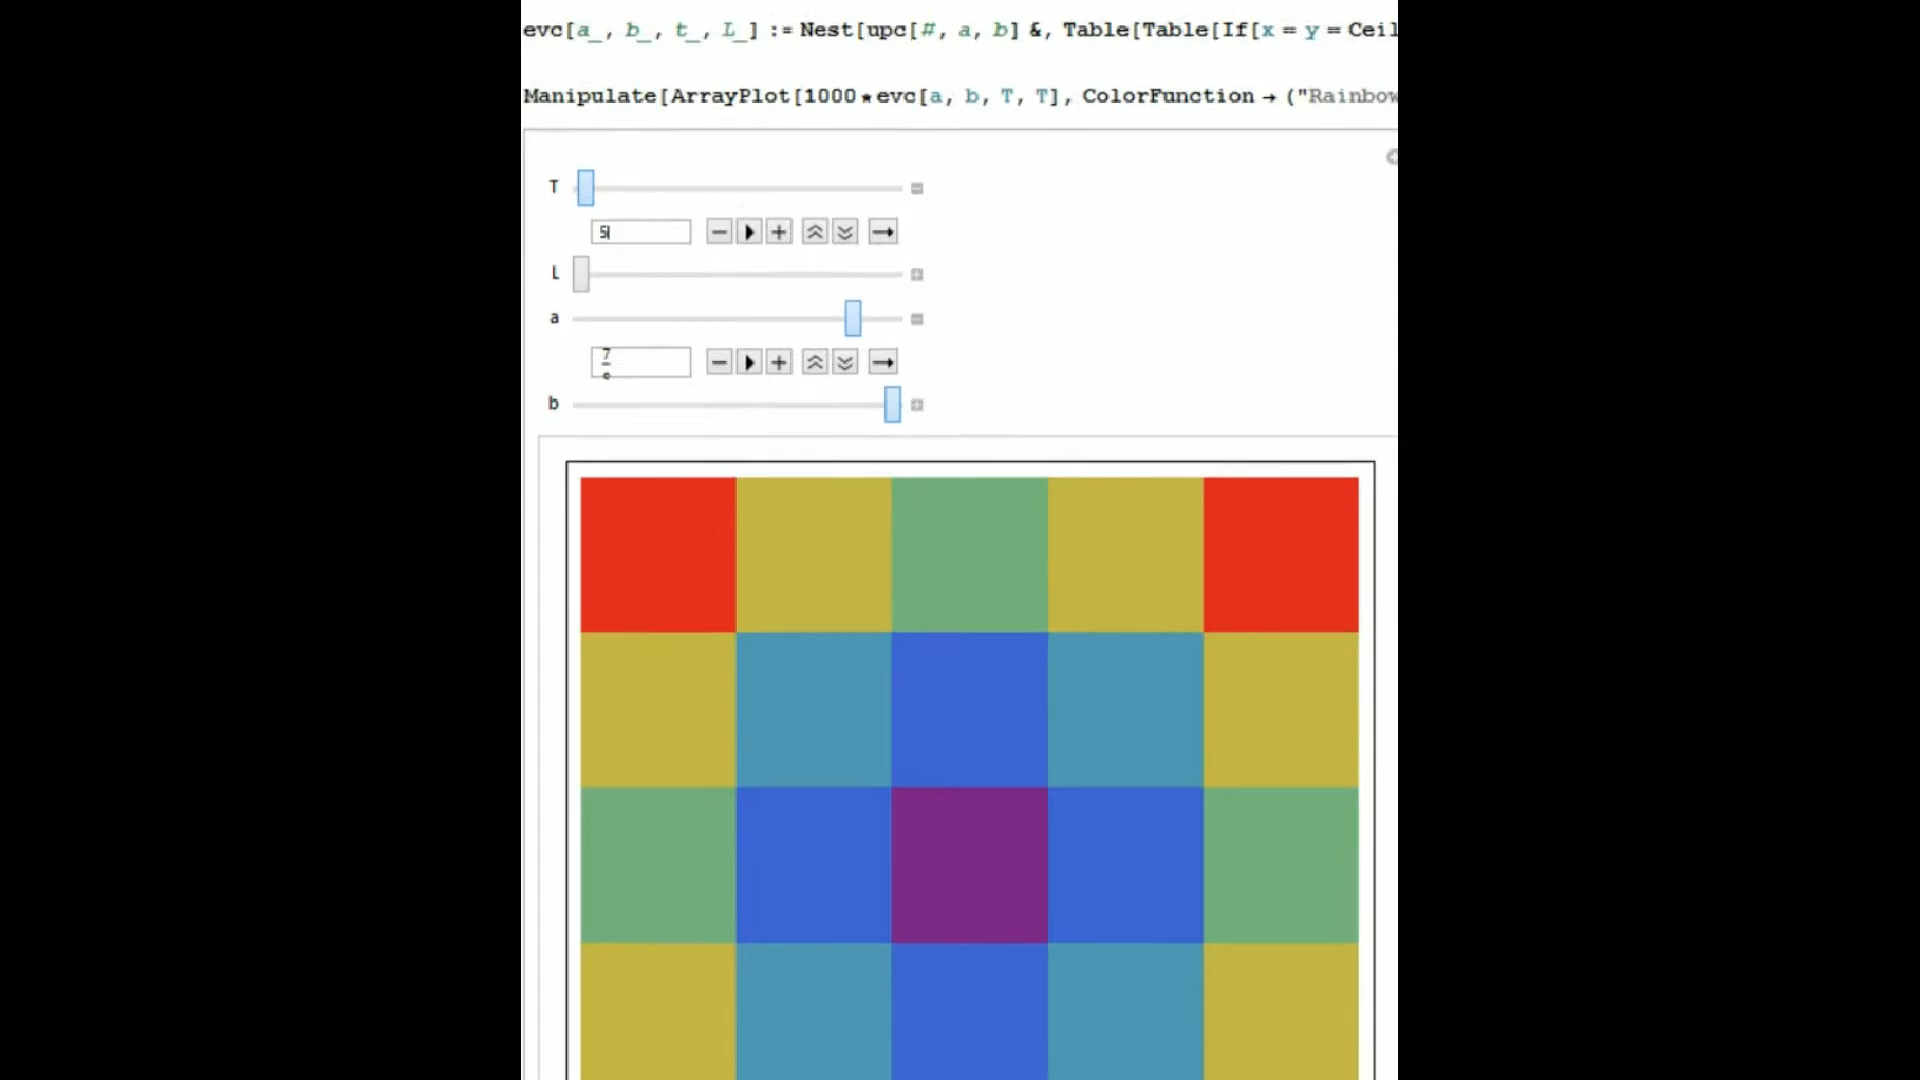 evc[a_, b_, t_, L_] := Nest[upc[#, a, b] &, Table[Table[If[x = y = Ceil
Manipulate[ArrayPlot[1000 * evc[a, b, T, T], ColorFunction → ("Rainbow
T
5
L
a
7
b